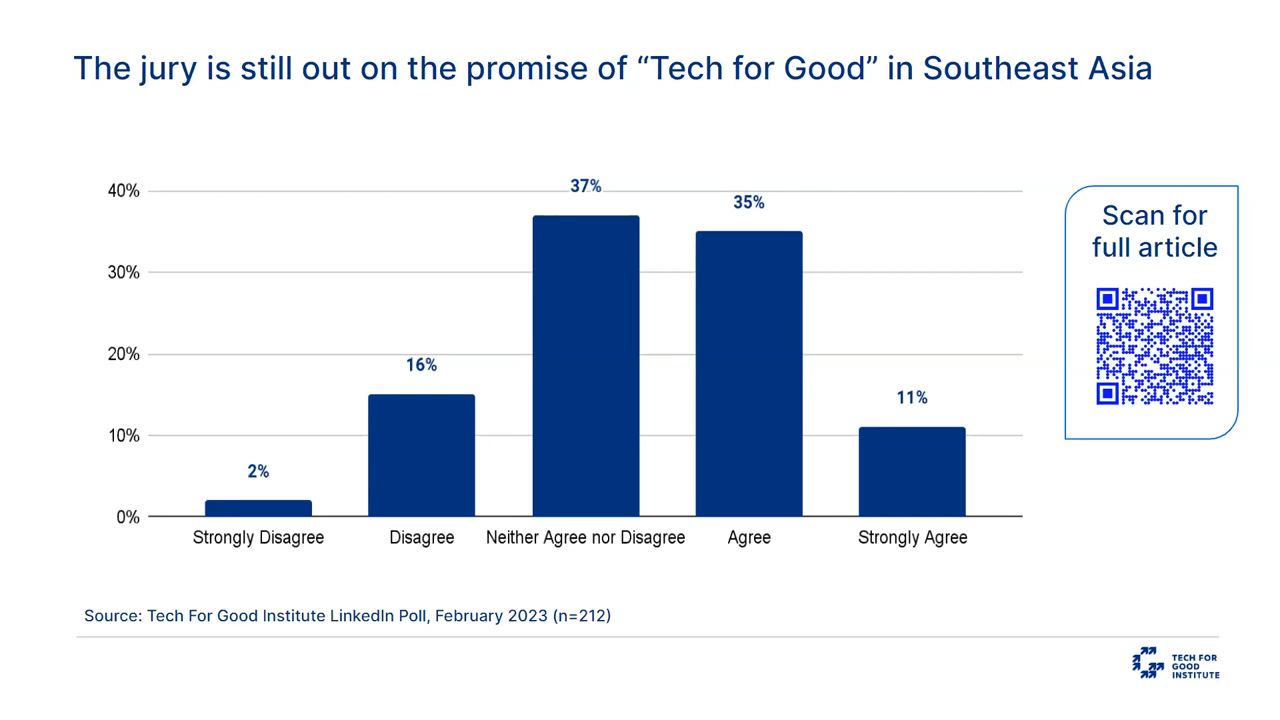 The jury is still out on the promise of “Tech for Good” in Southeast Asia
40%
30%
20%
10%
0%
2%
16%
37%
35%
11%
Strongly Disagree
Disagree
Neither Agree nor Disagree
Agree
Strongly Agree
Scan for
full article
Source: Tech For Good Institute LinkedIn Poll, February 2023 (n=212)
TECH FOR
GOOD
INSTITUTE